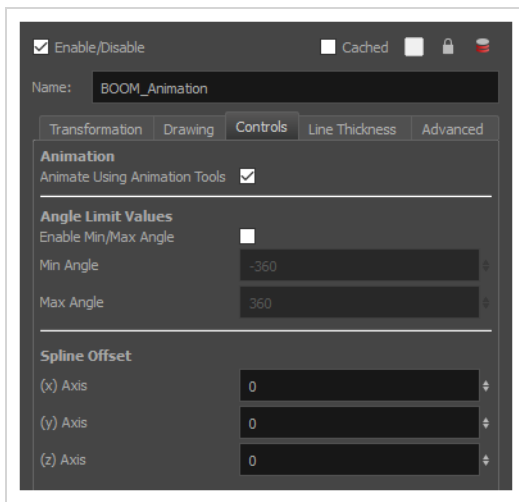 Enable/Disable Cached
Name: BOOM_Animation
Transformation Drawing Controls Line Thickness Advanced
Animation
Animate Using Animation Tools
Angle Limit Values
Enable Min/Max Angle
Min Angle -360
Max Angle 360
Spline Offset
(x) Axis 0
(y) Axis 0
(z) Axis 0